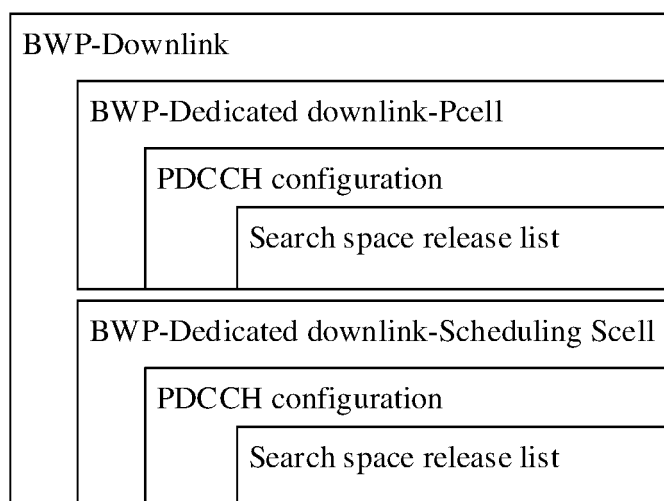 BWP-Downlink
BWP-Dedicated downlink-Pcell
PDCCH configuration
Search space release list
BWP-Dedicated downlink-Scheduling Scell
PDCCH configuration
Search space release list